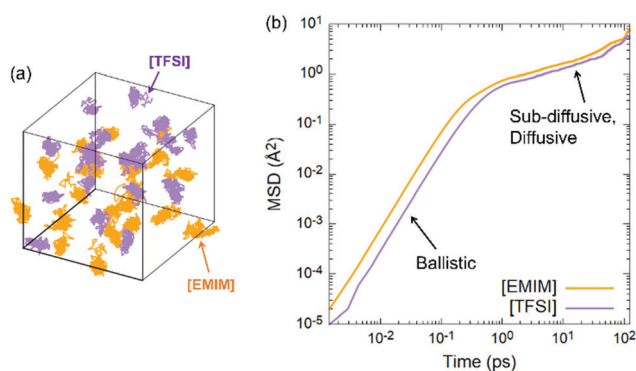 (a)
[TFSI]
[EMIM]
(b)
MSD (Å²)
10¹
10⁰
10⁻¹
10⁻²
10⁻³
10⁻⁴
10⁻⁵
Sub-diffusive,
Diffusive
Ballistic
[EMIM]
[TFSI]
10⁻² 10⁻¹ 10⁰ 10¹ 10²
Time (ps)